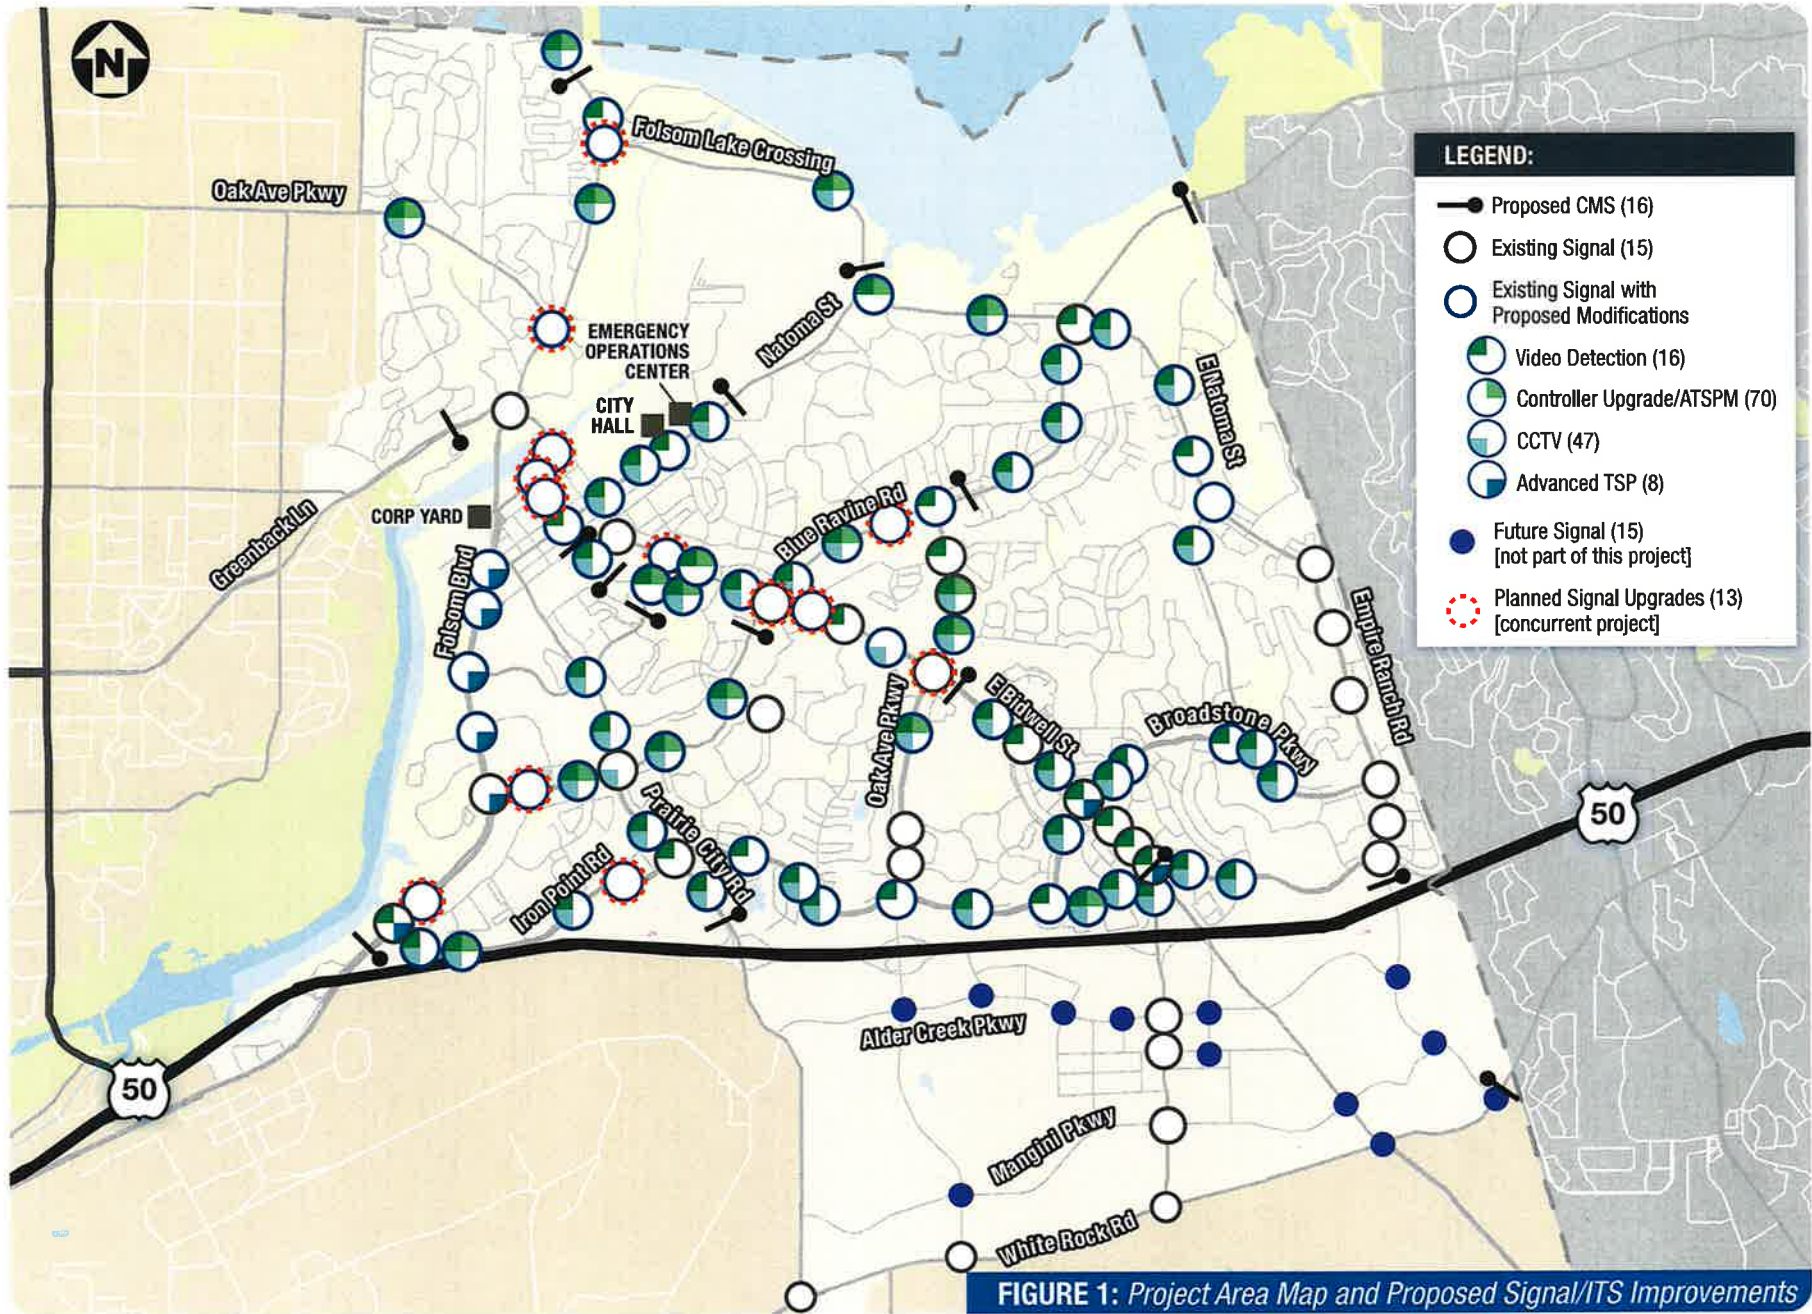 N
Folsom Lake Crossing
Oak Ave Pkwy
EMERGENCY
OPERATIONS
CENTER
CITY
HALL
Natoma St
E Natoma St
CORP YARD
Greenback Ln
Blue Ravine Rd
Folsom Blvd
Empire Ranch Rd
Oak Ave Pkwy
E Bidwell St
Broadstone Pkwy
Prairie City Rd
Iron Point Rd
50
50
Alder Creek Pkwy
Mangini Pkwy
White Rock Rd
LEGEND:
Proposed CMS (16)
Existing Signal (15)
Existing Signal with
Proposed Modifications
Video Detection (16)
Controller Upgrade/ATSPM (70)
CCTV (47)
Advanced TSP (8)
Future Signal (15)
[not part of this project]
Planned Signal Upgrades (13)
[concurrent project]
FIGURE 1: Project Area Map and Proposed Signal/ITS Improvements